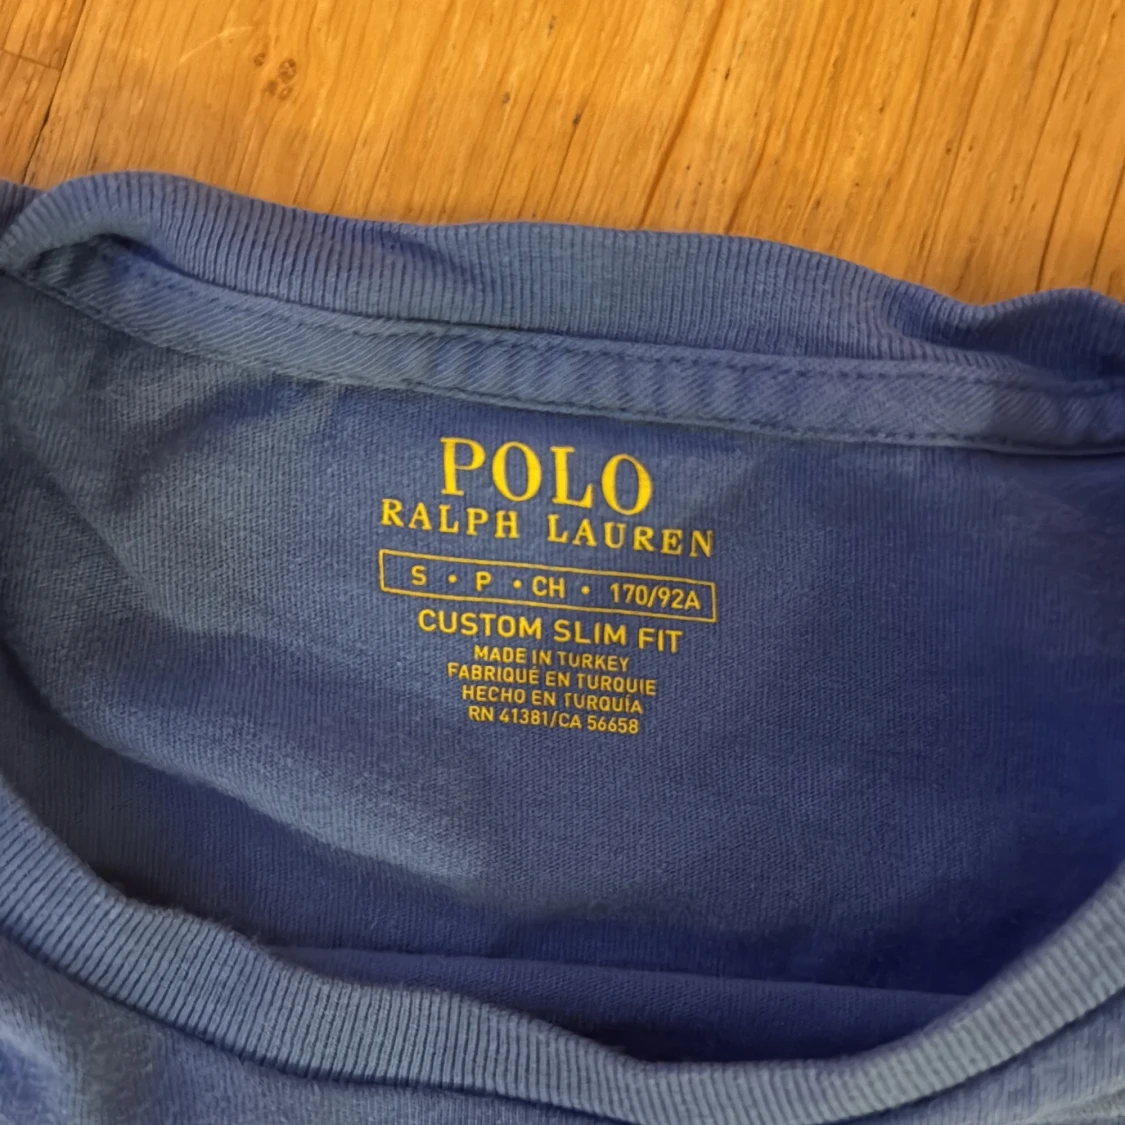 POLO
RALPH LAUREN
S • P • CH • 170/92A
CUSTOM SLIM FIT
MADE IN TURKEY
FABRIQUÉ EN TURQUIE
HECHO EN TURQUÍA
RN 41381/CA 56658